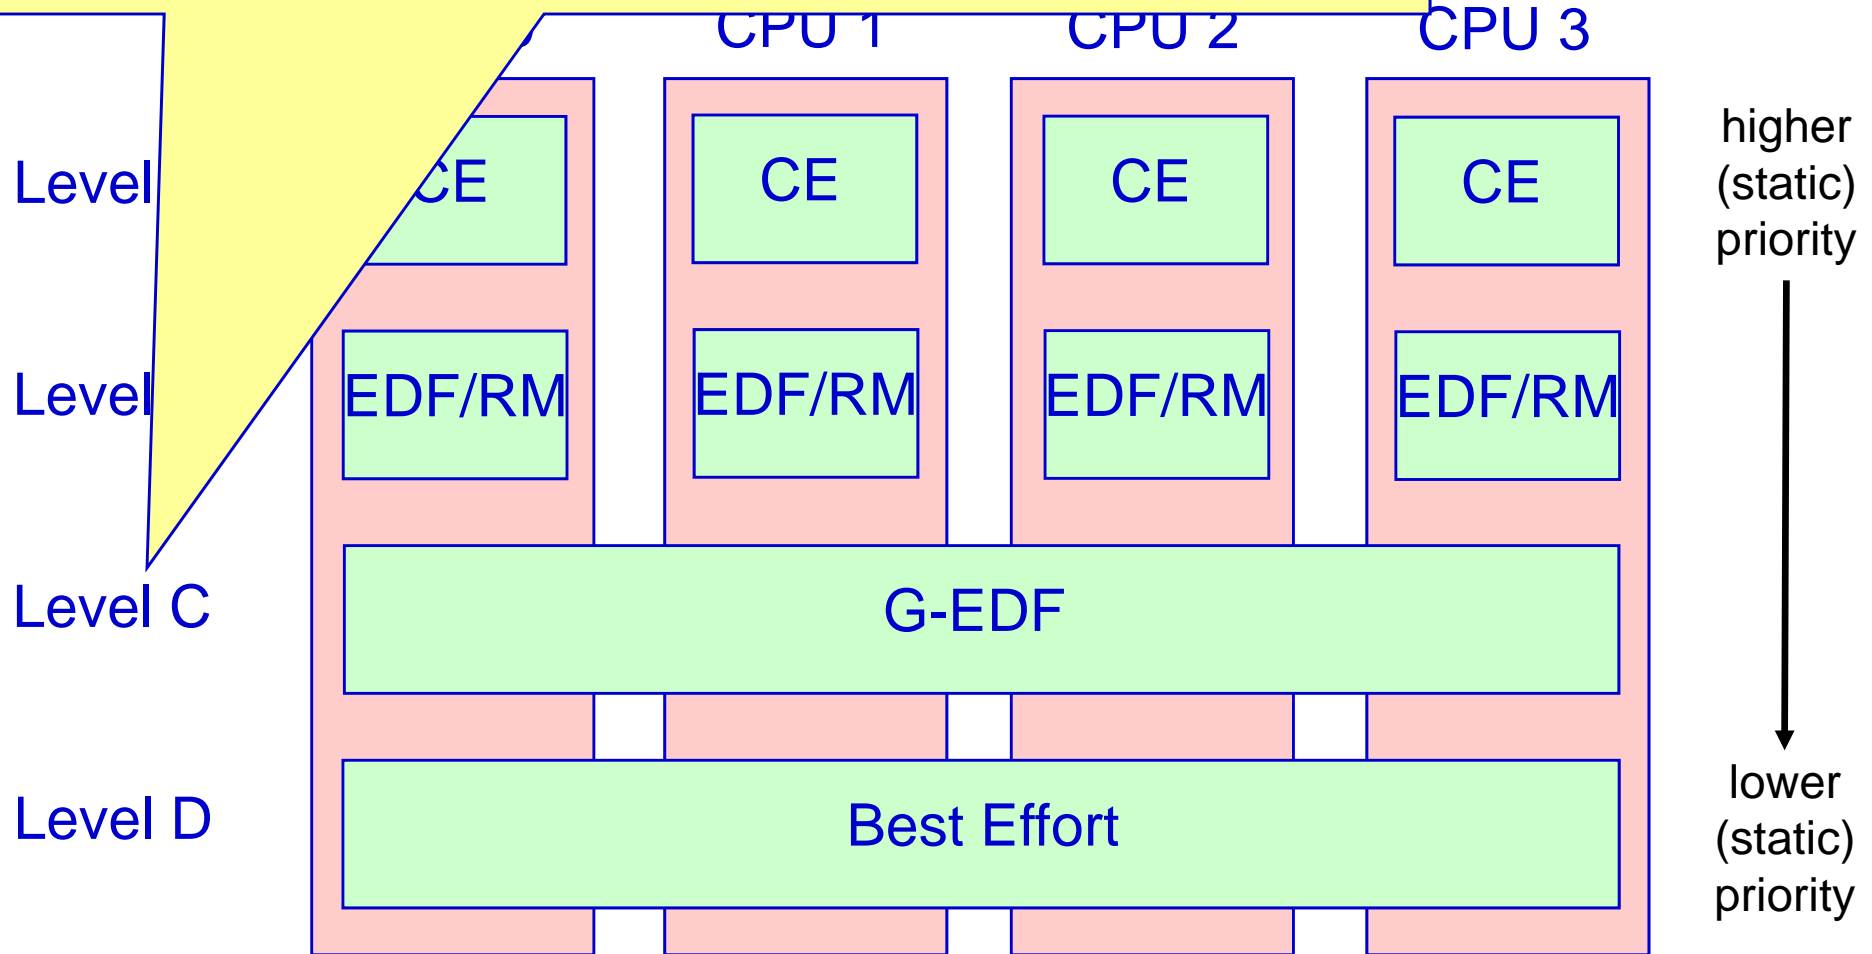 CPU 1
CPU 2
CPU 3
Level
CE
CE
CE
CE
higher
(static)
priority
Level
EDF/RM
EDF/RM
EDF/RM
EDF/RM
Level C
G-EDF
Level D
Best Effort
lower
(static)
priority